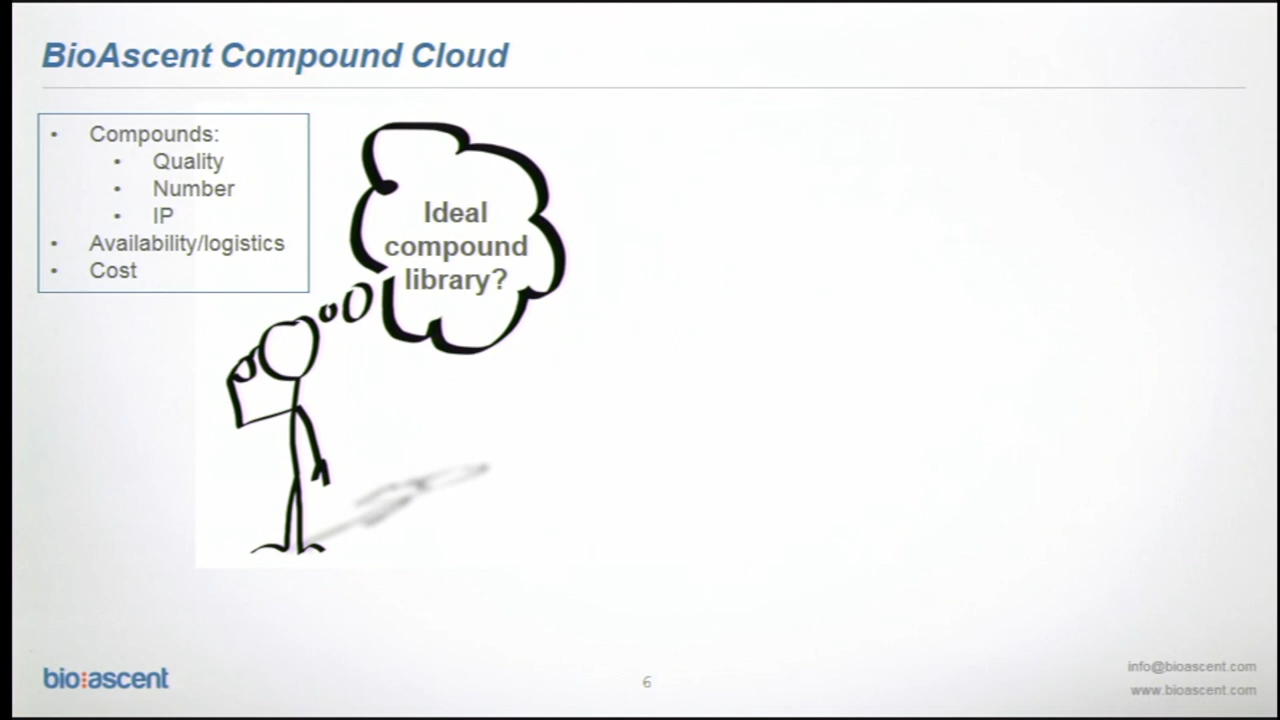 BioAscent Compound Cloud
• Compounds:
• Quality
• Number
• IP
• Availability/logistics
• Cost
Ideal
compound
library?
bio:ascent
6
info@bioascent.com
www.bioascent.com